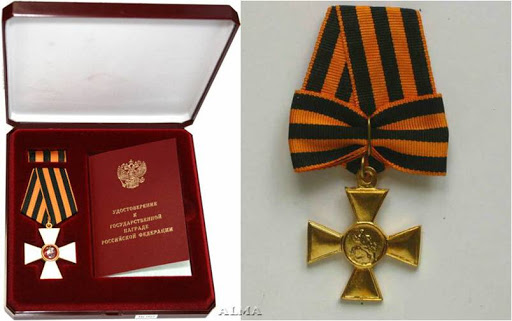 УДОСТОВЕРЕНИЕ
К
ГОСУДАРСТВЕННОЙ
НАГРАДЕ
РОССИЙСКОЙ ФЕДЕРАЦИИ
ALMA